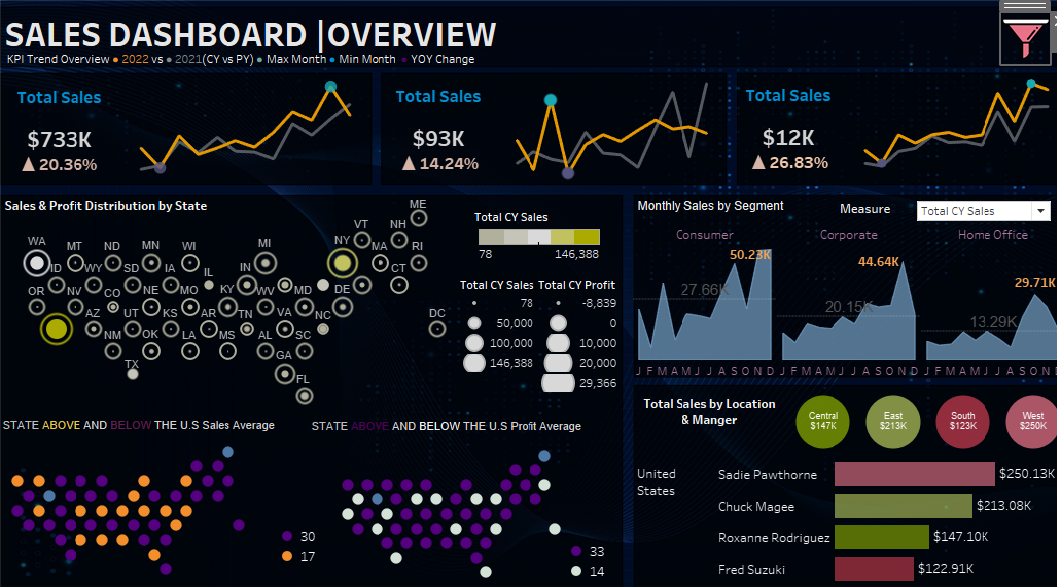 SALES DASHBOARD |OVERVIEW
KPI Trend Overview • 2022 vs • 2021(CY vs PY) • Max Month • Min Month • YOY Change
Total Sales
$733K
▲ 20.36%
Total Sales
$93K
▲ 14.24%
Total Sales
$12K
▲ 26.83%
Sales & Profit Distribution by State
ME
VT NH
WA MT ND MN WI MI NY MA RI
ID WY SD IA IL IN CT
OR NV CO NE MO KY WV MD DE
AZ UT KS AR TN VA NC DC
NM OK LA MS AL SC
TX GA
FL
Total CY Sales
78 146,388
Total CY Sales Total CY Profit
78 -8,839
50,000 0
100,000 10,000
146,388 20,000
29,366
Monthly Sales by Segment
Measure
Total CY Sales
Consumer Corporate Home Office
50.23K 44.64K 29.71K
27.66K 20.15K 13.29K
J F M A M J J A S O N D J F M A M J J A S O N D J F M A M J J A S O N D
STATE ABOVE AND BELOW THE U.S Sales Average
30
17
STATE ABOVE AND BELOW THE U.S Profit Average
33
14
Total Sales by Location
& Manger
Central
$147K
East
$213K
South
$123K
West
$250K
United
States
Sadie Pawthorne $250.13K
Chuck Magee $213.08K
Roxanne Rodriguez $147.10K
Fred Suzuki $122.91K